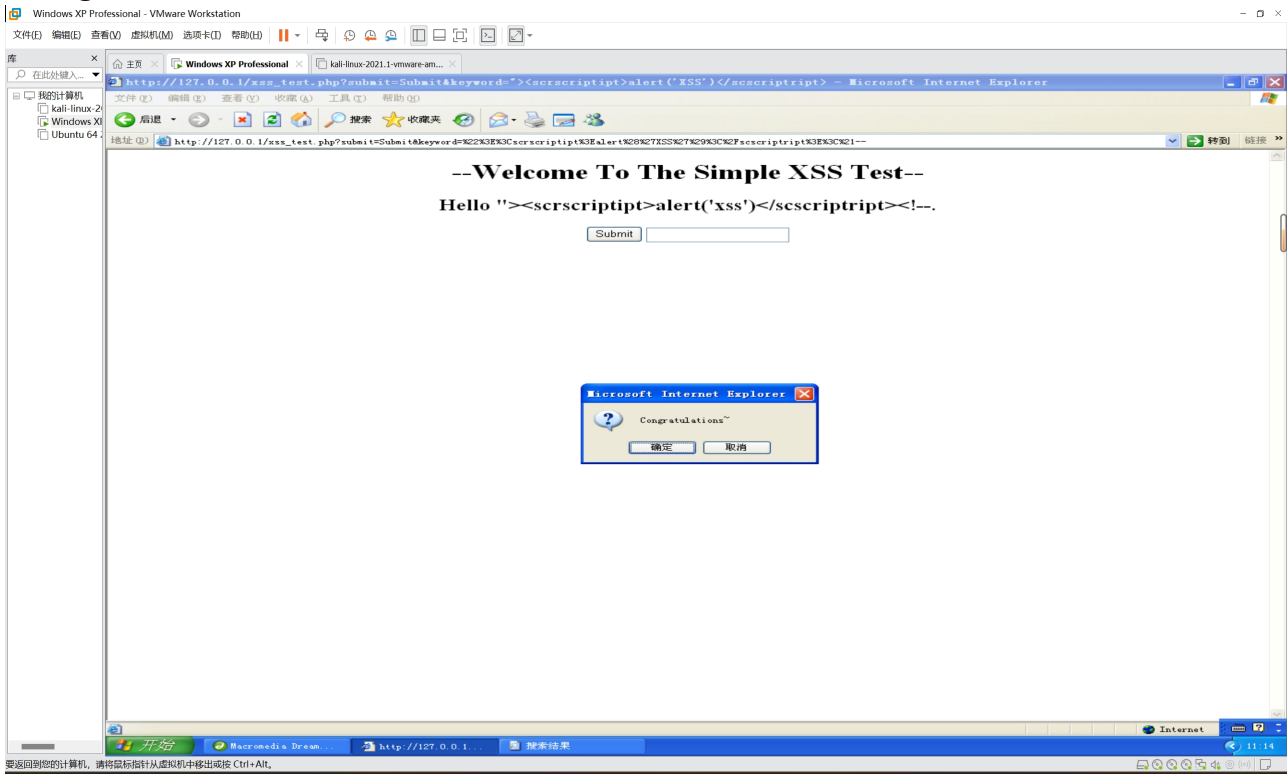 Windows XP Professional - VMware Workstation
文件(F) 编辑(E) 查看(V) 虚拟机(M) 选项卡(T) 帮助(H)
库
在此处键入...
我的计算机
kali-linux-2
Windows XI
Ubuntu 64
主页
Windows XP Professional
kali-linux-2021.1-vmware-am...
http://127.0.0.1/xss_test.php?submit=Submit&keyword="><scrscriptipt>alert('XSS')</scscriptript> - Microsoft Internet Explorer
文件(F) 编辑(E) 查看(V) 收藏(A) 工具(T) 帮助(H)
后退 搜索 收藏夹
地址(D) http://127.0.0.1/xss_test.php?submit=Submit&keyword=%22%3E%3Cscrscriptipt%3Ealert%28%27XSS%27%29%3C%2Fscscriptript%3E%3C%21-- 转到 链接 »
--Welcome To The Simple XSS Test--
Hello ''><scrscriptipt>alert('xss')</scscriptript><!--.
Submit
Microsoft Internet Explorer
Congratulations~
确定 取消
Internet
开始 Macromedia Dream... http://127.0.0.1... 搜索结果 11:14
要返回到您的计算机，请将鼠标指针从虚拟机中移出或按 Ctrl+Alt。